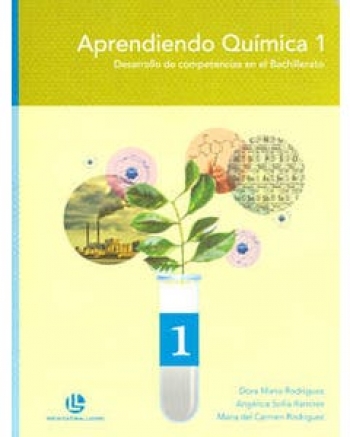 Aprendiendo Química 1
Desarrollo de competencias en el Bachillerato
1
Dora María Rodríguez
Angélica Sofía Ramírez
María del Carmen Rodríguez